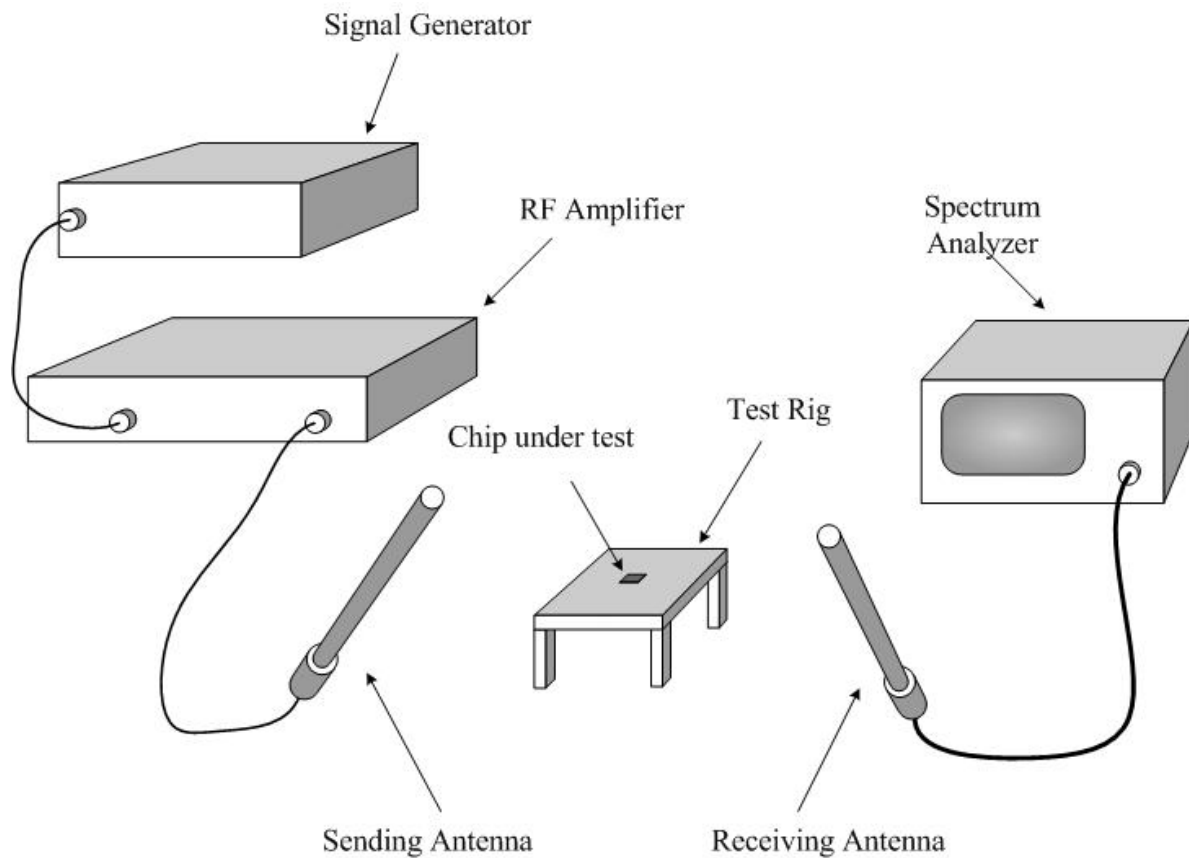 Signal Generator
RF Amplifier
Spectrum
Analyzer
Chip under test
Test Rig
Sending Antenna
Receiving Antenna